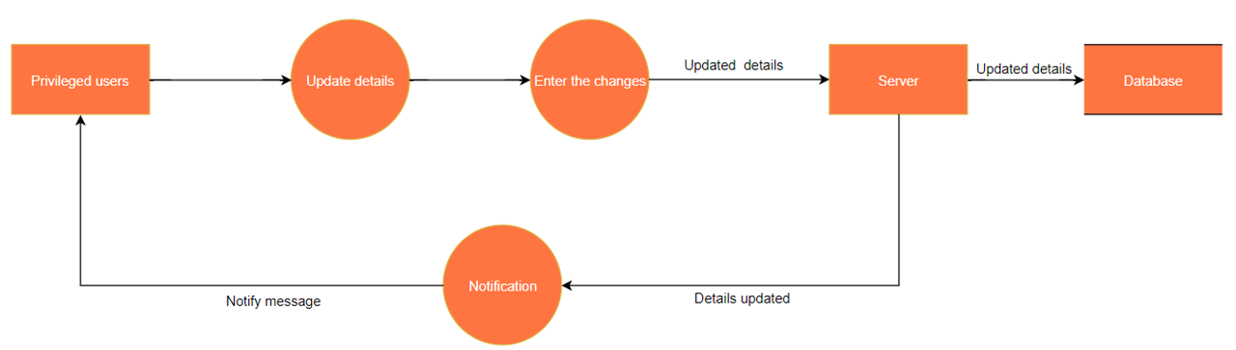 Privileged users
Update details
Enter the changes
Updated details
Server
Updated details
Database
Notification
Notify message
Details updated